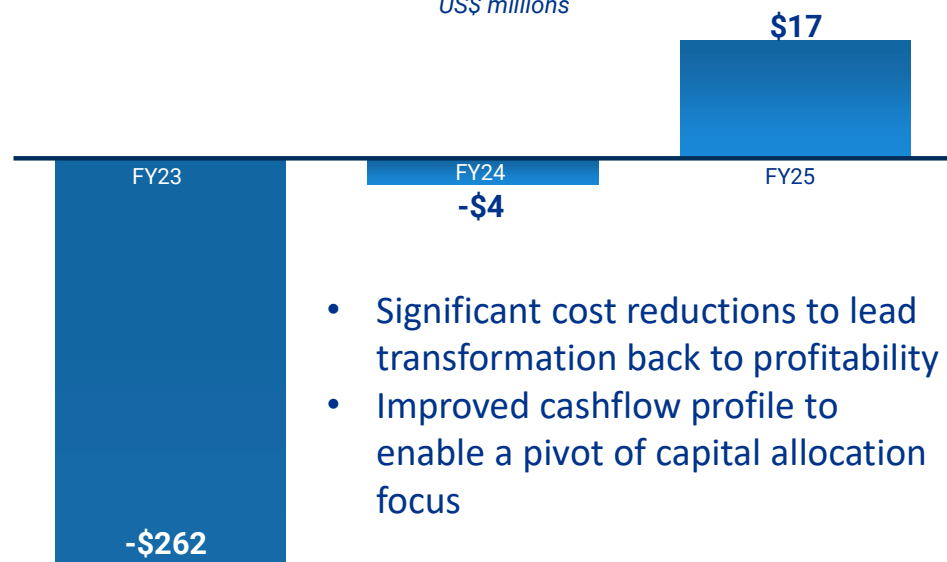 US$ millions
$17
FY23
FY24
FY25
-$4
• Significant cost reductions to lead
transformation back to profitability
• Improved cashflow profile to
enable a pivot of capital allocation
focus
-$262